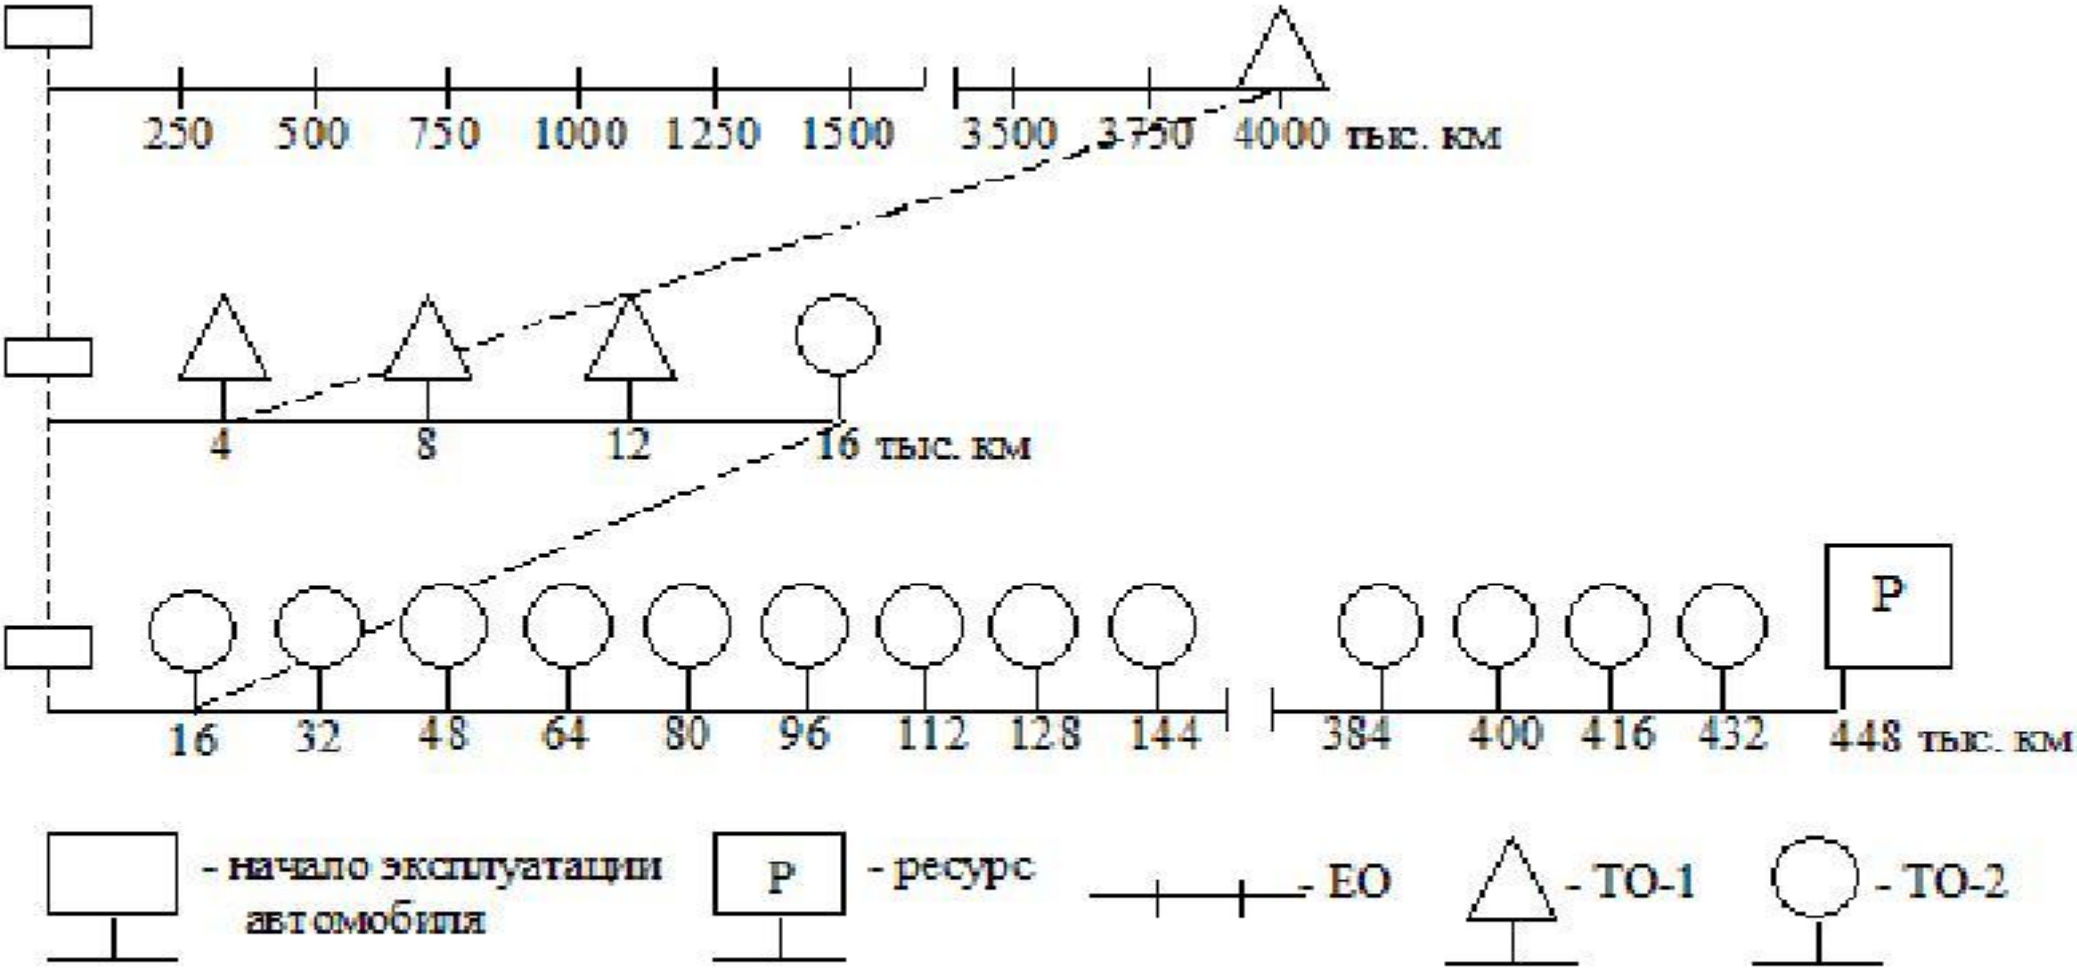 250 500 750 1000 1250 1500 3500 3750 4000 тыс. км
4 8 12 16 тыс. км
Р
16 32 48 64 80 96 112 128 144 384 400 416 432 448 тыс. км
- начало эксплуатации
автомобиля
Р
- ресурс
- ЕО
- ТО-1
- ТО-2